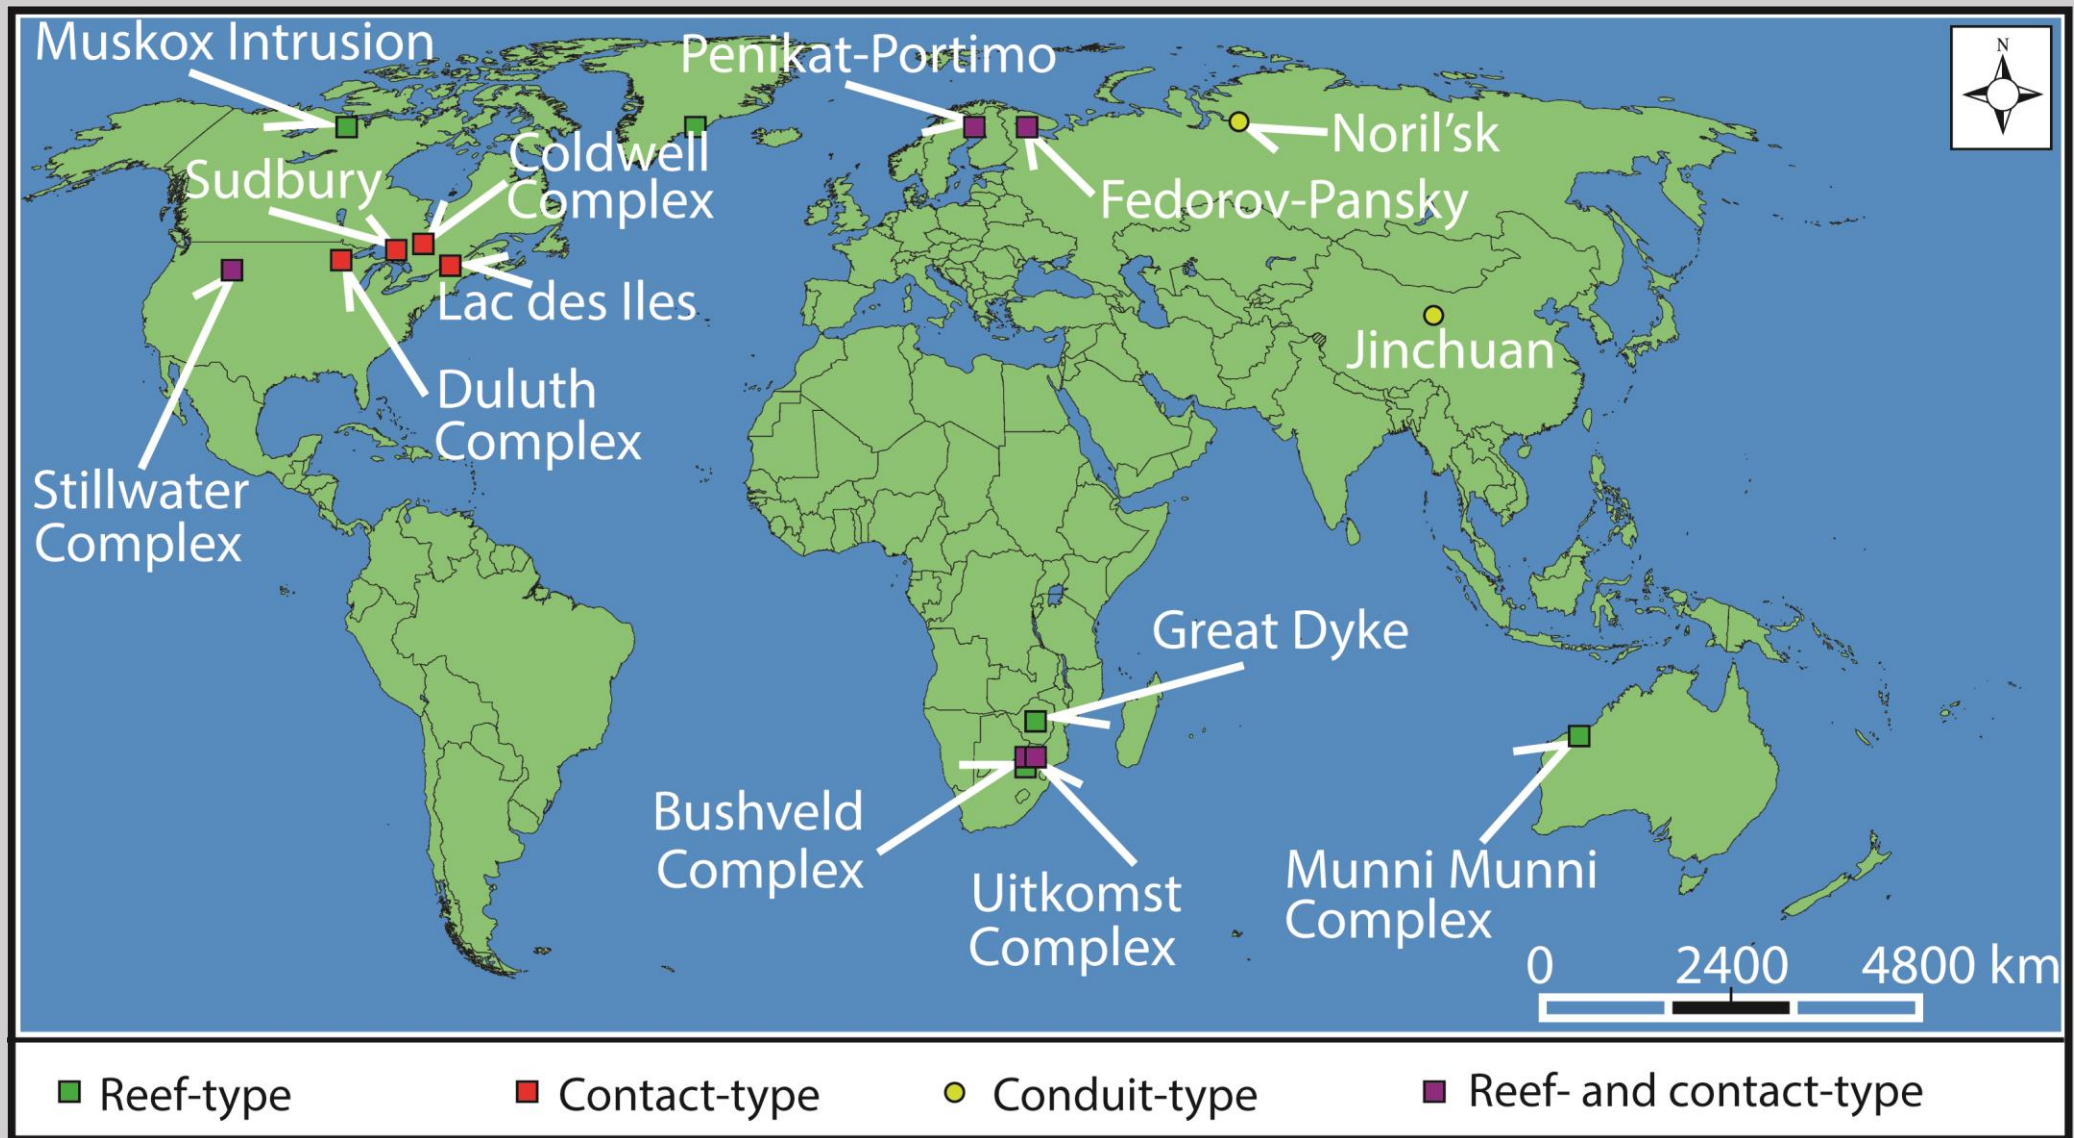 Muskox Intrusion
Penikat-Portimo
N
Noril’sk
Coldwell
Complex
Sudbury
Fedorov-Pansky
Lac des Iles
Jinchuan
Duluth
Complex
Stillwater
Complex
Great Dyke
Bushveld
Complex
Uitkomst
Complex
Munni Munni
Complex
0 2400 4800 km
Reef-type
Contact-type
Conduit-type
Reef- and contact-type